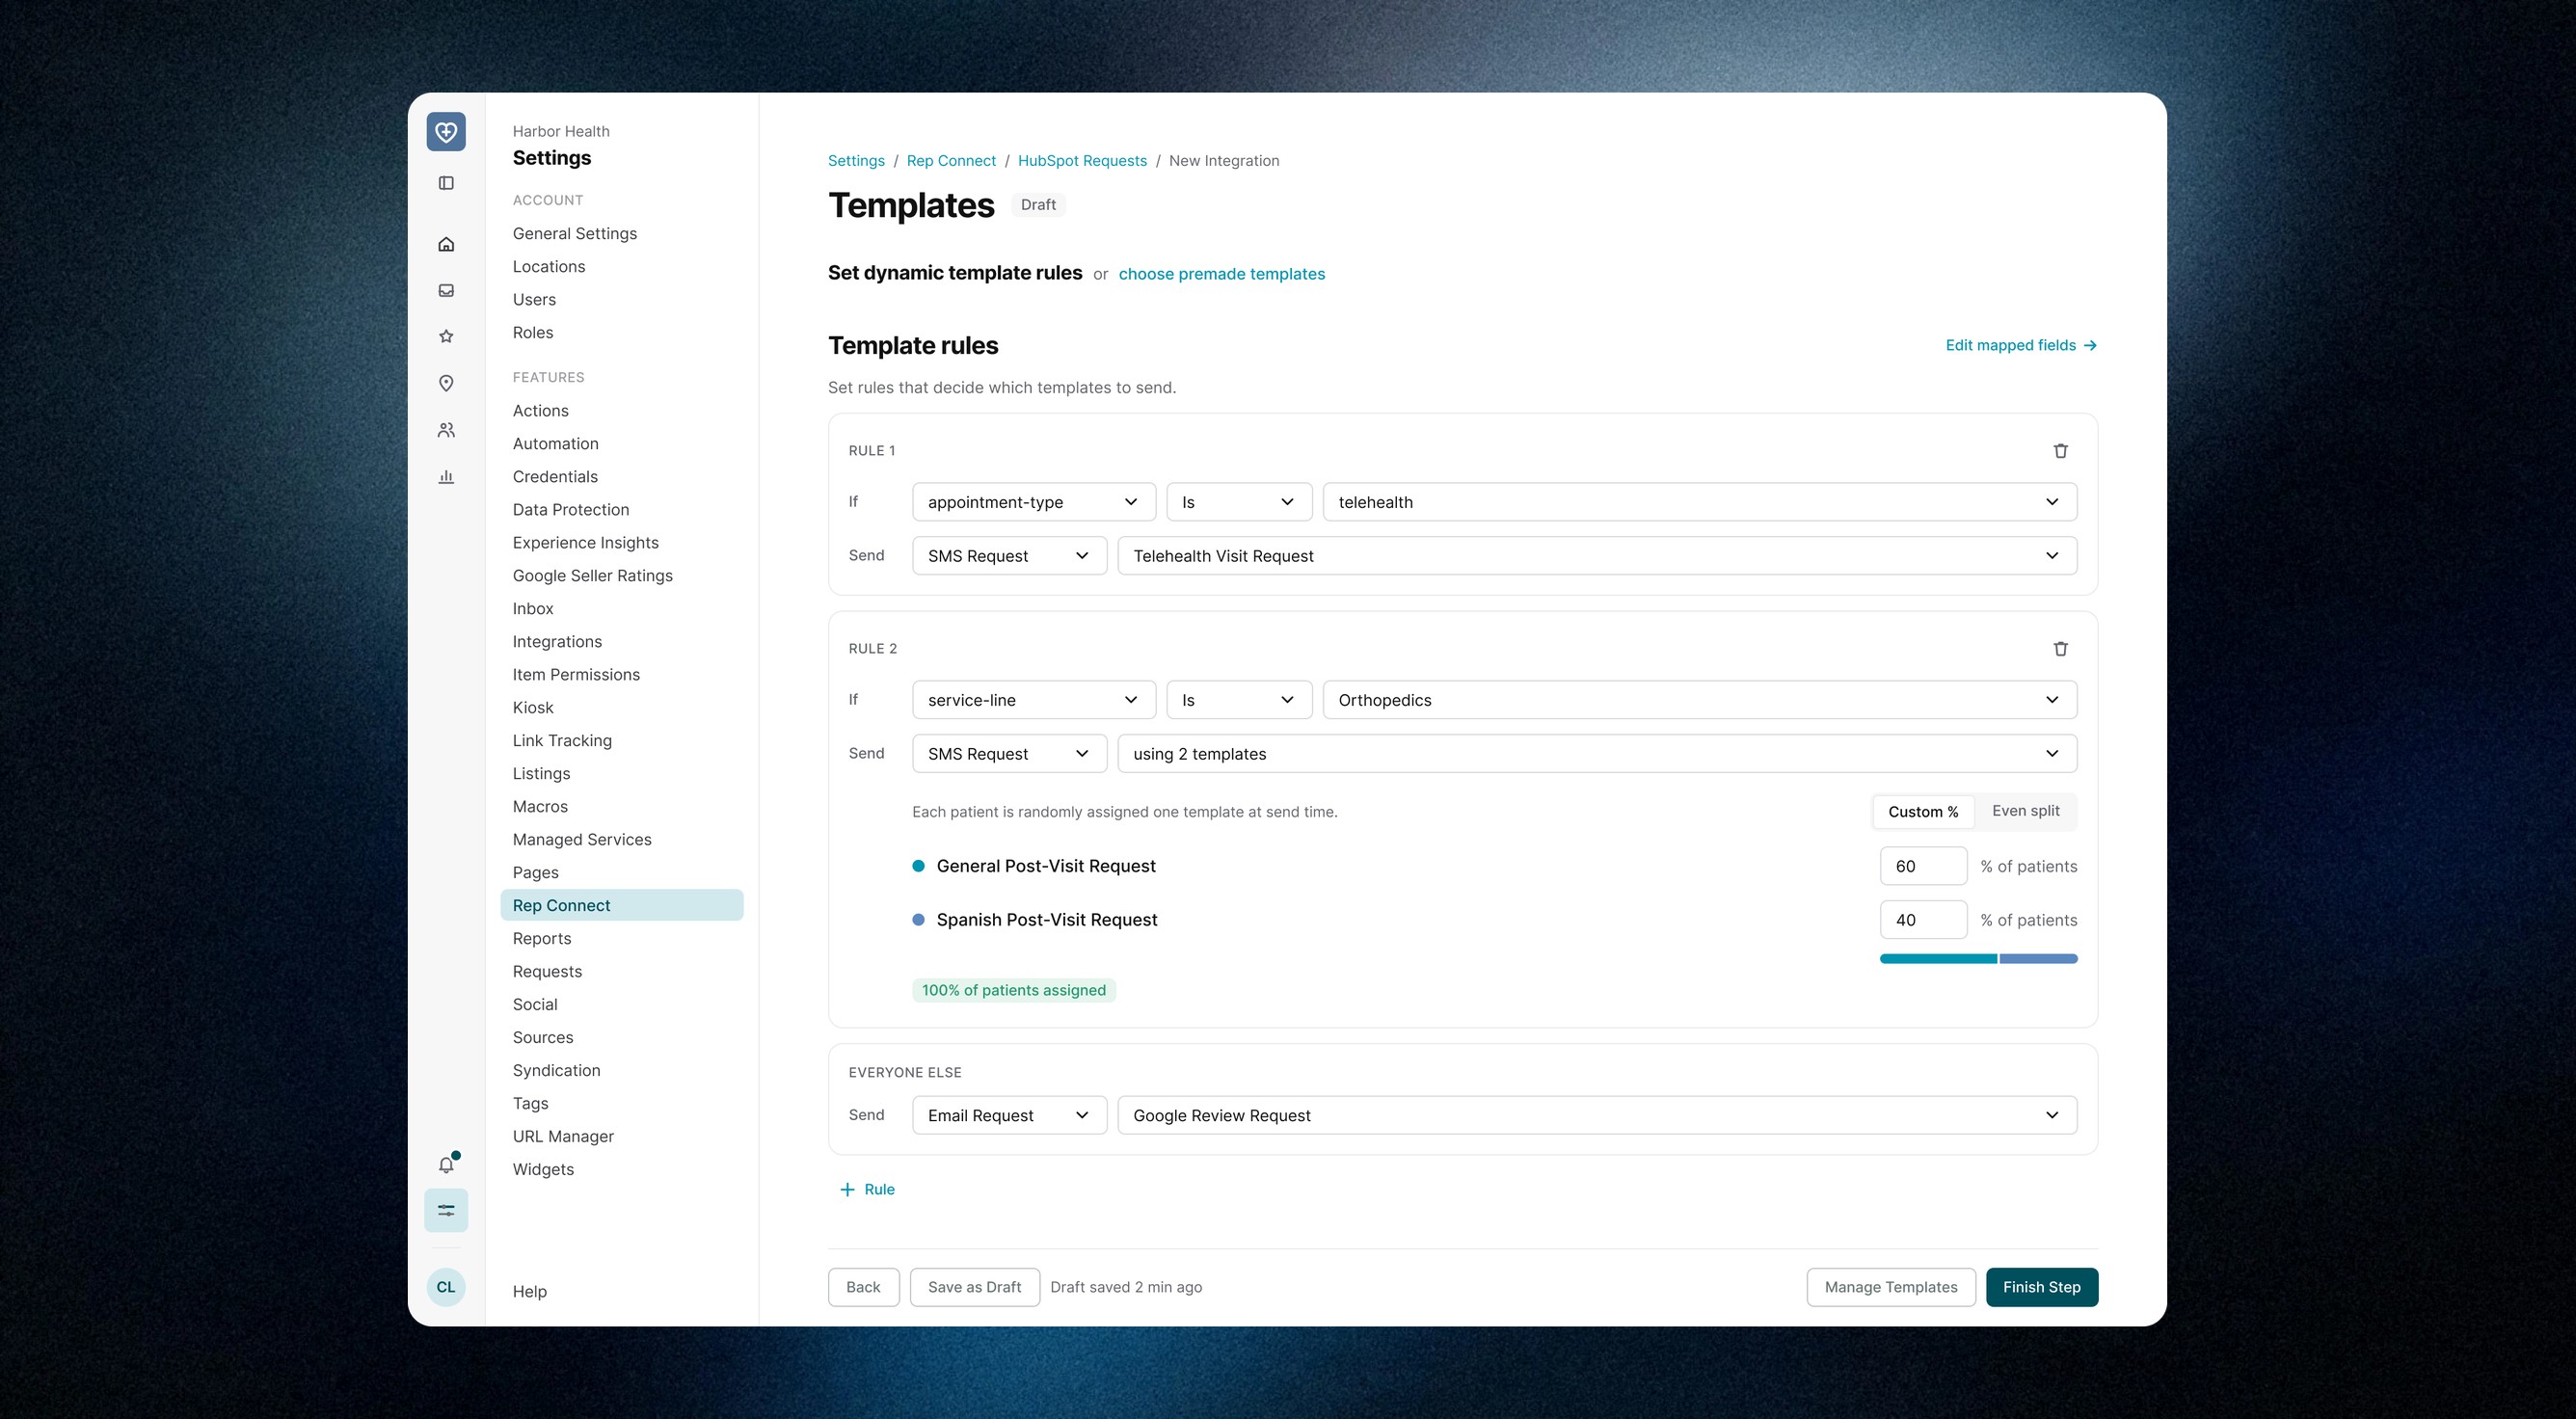 Harbor Health
Settings
ACCOUNT
General Settings
Locations
Users
Roles
FEATURES
Actions
Automation
Credentials
Data Protection
Experience Insights
Google Seller Ratings
Inbox
Integrations
Item Permissions
Kiosk
Link Tracking
Listings
Macros
Managed Services
Pages
Rep Connect
Reports
Requests
Social
Sources
Syndication
Tags
URL Manager
Widgets
Help
CL
Settings / Rep Connect / HubSpot Requests / New Integration
Templates Draft
Set dynamic template rules or choose premade templates
Template rules Edit mapped fields →
Set rules that decide which templates to send.
RULE 1
If appointment-type Is telehealth
Send SMS Request Telehealth Visit Request
RULE 2
If service-line Is Orthopedics
Send SMS Request using 2 templates
Each patient is randomly assigned one template at send time. Custom % Even split
General Post-Visit Request 60 % of patients
Spanish Post-Visit Request 40 % of patients
100% of patients assigned
EVERYONE ELSE
Send Email Request Google Review Request
+ Rule
Back Save as Draft Draft saved 2 min ago Manage Templates Finish Step